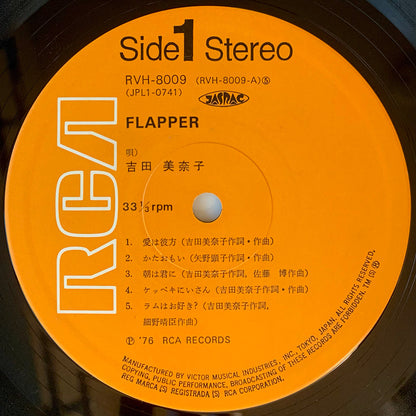 Side 1 Stereo
RVH-8009 (RVH-8009-A)Ⓢ
(JPL1-0741)
JASRAC
FLAPPER
唄)
吉田 美奈子
33⅓rpm
1. 愛は彼方 (吉田美奈子作詞・作曲)
2. かたおもい (矢野顕子作詞・作曲)
3. 朝は君に (吉田美奈子作詞, 佐藤 博作曲)
4. ケッペキにいさん (吉田美奈子作詞・作曲)
5. ラムはお好き? (吉田美奈子作詞,
細野晴臣作曲)
Ⓟ '76 RCA RECORDS
RCA
MANUFACTURED BY VICTOR MUSICAL INDUSTRIES, INC., TOKYO, JAPAN. ALL RIGHTS RESERVED.
COPYING, PUBLIC PERFORMANCE, BROADCASTING OF THESE RECORDS ARE FORBIDDEN. TM(S)Ⓡ
REG MARCA(S) REGISTRADA(S) RCA CORPORATION.